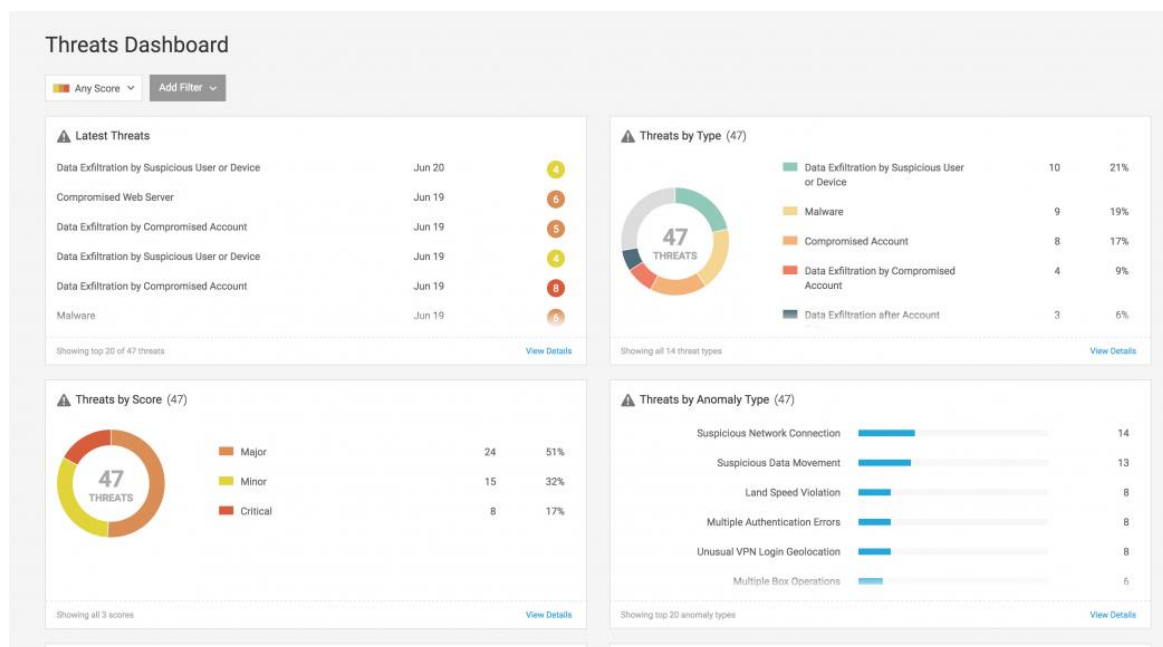 Threats Dashboard
Any Score
Add Filter
Latest Threats
Data Exfiltration by Suspicious User or Device Jun 20 4
Compromised Web Server Jun 19 6
Data Exfiltration by Compromised Account Jun 19 5
Data Exfiltration by Suspicious User or Device Jun 19 4
Data Exfiltration by Compromised Account Jun 19 8
Malware Jun 19 6
Showing top 20 of 47 threats View Details
Threats by Type (47)
47
THREATS
Data Exfiltration by Suspicious User
or Device 10 21%
Malware 9 19%
Compromised Account 8 17%
Data Exfiltration by Compromised
Account 4 9%
Data Exfiltration after Account 3 6%
Showing all 14 threat types View Details
Threats by Score (47)
47
THREATS
Major 24 51%
Minor 15 32%
Critical 8 17%
Showing all 3 scores View Details
Threats by Anomaly Type (47)
Suspicious Network Connection 14
Suspicious Data Movement 13
Land Speed Violation 8
Multiple Authentication Errors 8
Unusual VPN Login Geolocation 8
Multiple Box Operations 6
Showing top 20 anomaly types View Details